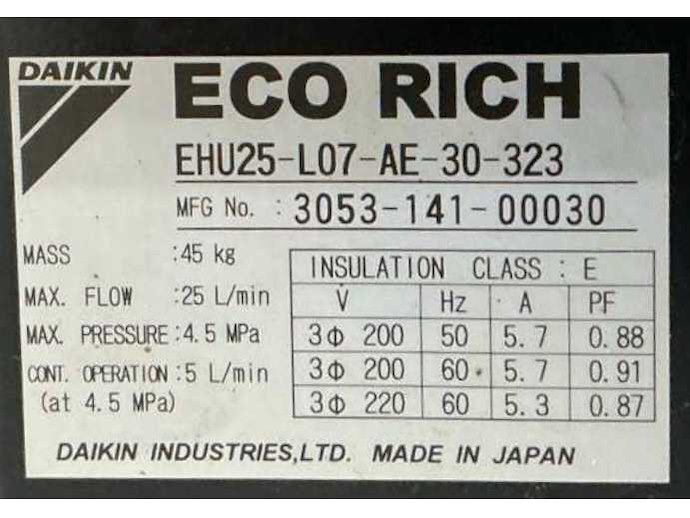 DAIKIN
ECO RICH
EHU25-L07-AE-30-323
MFG No. : 3053-141-00030
MASS :45 kg
MAX. FLOW :25 L/min
MAX. PRESSURE:4.5 MPa
CONT. OPERATION:5 L/min
(at 4.5 MPa)
INSULATION CLASS : E
V Hz A PF
3Φ 200 50 5.7 0.88
3Φ 200 60 5.7 0.91
3Φ 220 60 5.3 0.87
DAIKIN INDUSTRIES,LTD. MADE IN JAPAN